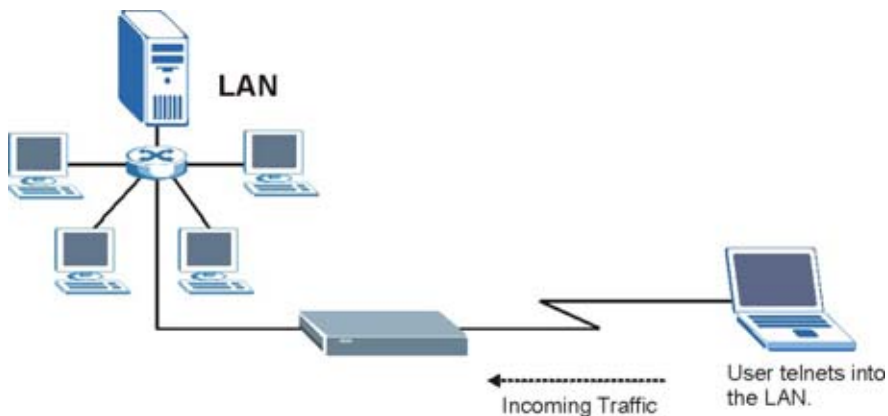 LAN
User telnets into
the LAN.
Incoming Traffic